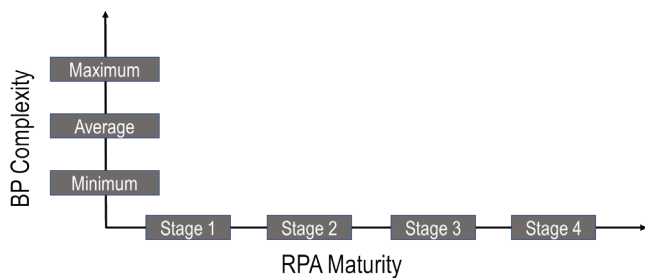 BP Complexity
Maximum
Average
Minimum
Stage 1
Stage 2
Stage 3
Stage 4
RPA Maturity